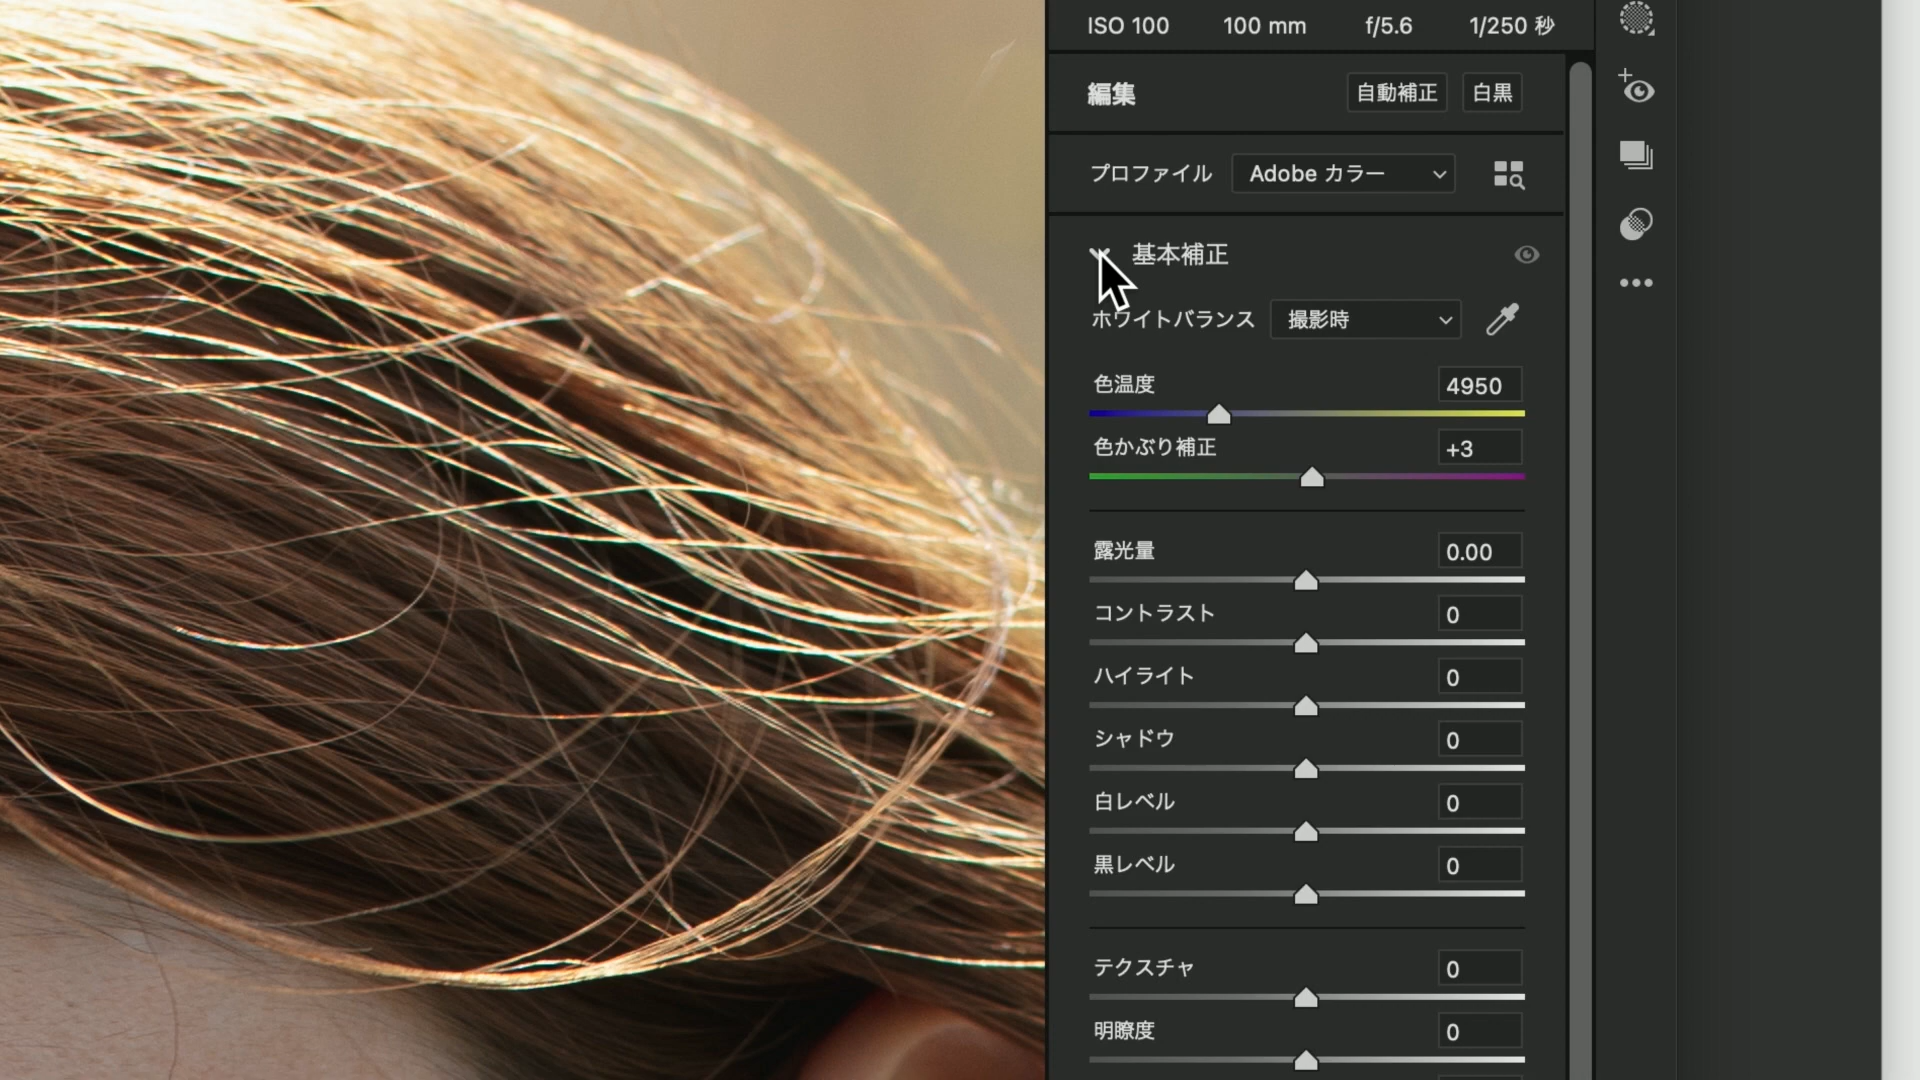 ISO 100 100 mm f/5.6 1/250 秒
編集 自動補正 白黒
プロファイル Adobe カラー
基本補正
ホワイトバランス 撮影時
色温度 4950
色かぶり補正 +3
露光量 0.00
コントラスト 0
ハイライト 0
シャドウ 0
白レベル 0
黒レベル 0
テクスチャ 0
明瞭度 0